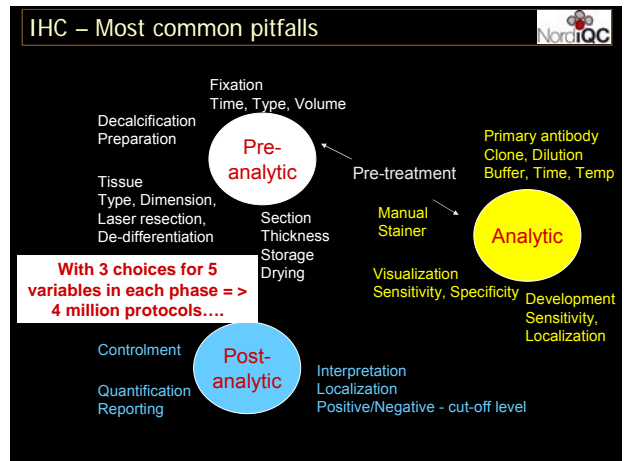 IHC – Most common pitfalls
NordiQC
Fixation
Time, Type, Volume
Decalcification
Preparation
Pre-
analytic
Pre-treatment
Primary antibody
Clone, Dilution
Buffer, Time, Temp
Tissue
Type, Dimension,
Laser resection,
De-differentiation
Section
Thickness
Storage
Drying
Manual
Stainer
Analytic
Visualization
Sensitivity, Specificity
Development
Sensitivity,
Localization
With 3 choices for 5
variables in each phase = >
4 million protocols….
Controlment
Quantification
Reporting
Post-
analytic
Interpretation
Localization
Positive/Negative - cut-off level